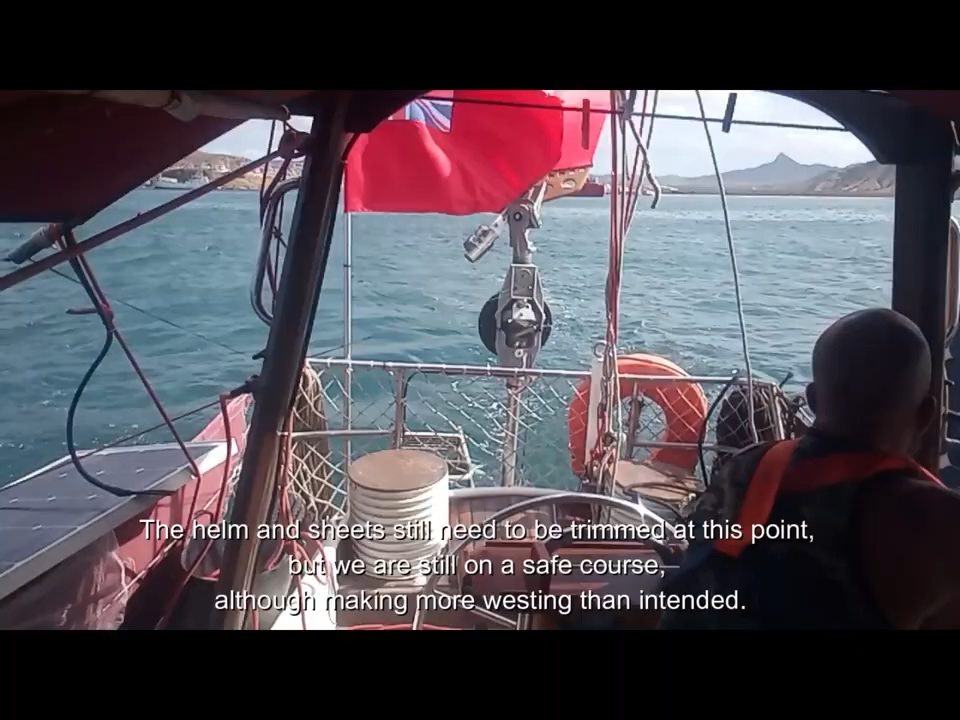 The helm and sheets still need to be trimmed at this point,
but we are still on a safe course,
although making more westing than intended.